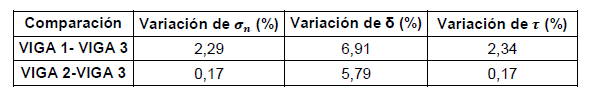 Comparación Variación de σn (%) Variación de δ (%) Variación de τ (%)
VIGA 1- VIGA 3 2,29 6,91 2,34
VIGA 2-VIGA 3 0,17 5,79 0,17